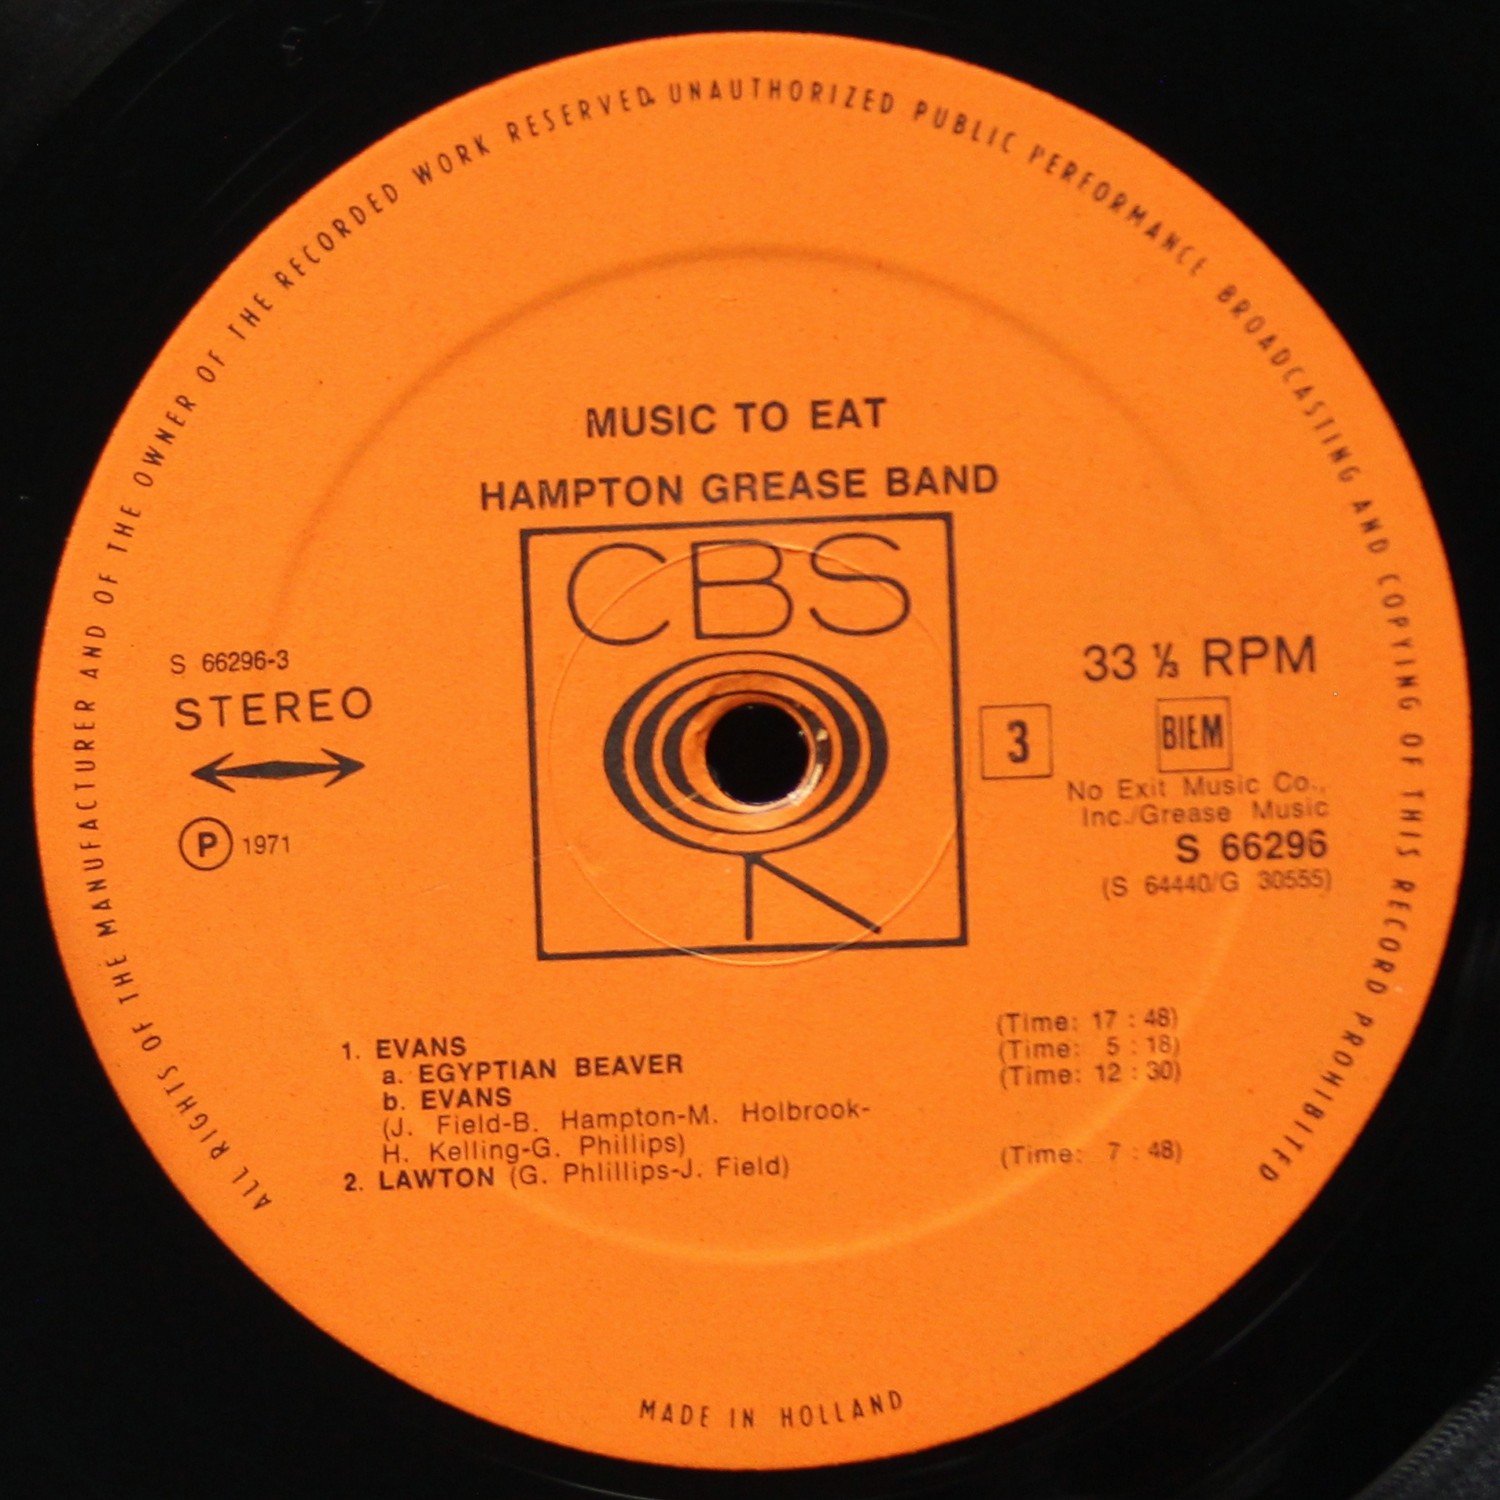 ALL RIGHTS OF THE MANUFACTURER AND OF THE OWNER OF THE RECORDED WORK RESERVED. UNAUTHORIZED PUBLIC PERFORMANCE BROADCASTING AND COPYING OF THIS RECORD PROHIBITED
MUSIC TO EAT
HAMPTON GREASE BAND
CBS
S 66296-3
STEREO
P 1971
33 ⅓ RPM
3
BIEM
No Exit Music Co.,
Inc./Grease Music
S 66296
(S 64440/G 30555)
1. EVANS (Time: 17 : 48)
a. EGYPTIAN BEAVER (Time: 5 : 18)
b. EVANS (Time: 12 : 30)
(J. Field-B. Hampton-M. Holbrook-
H. Kelling-G. Phillips)
2. LAWTON (G. Phlillips-J. Field) (Time: 7 : 48)
MADE IN HOLLAND